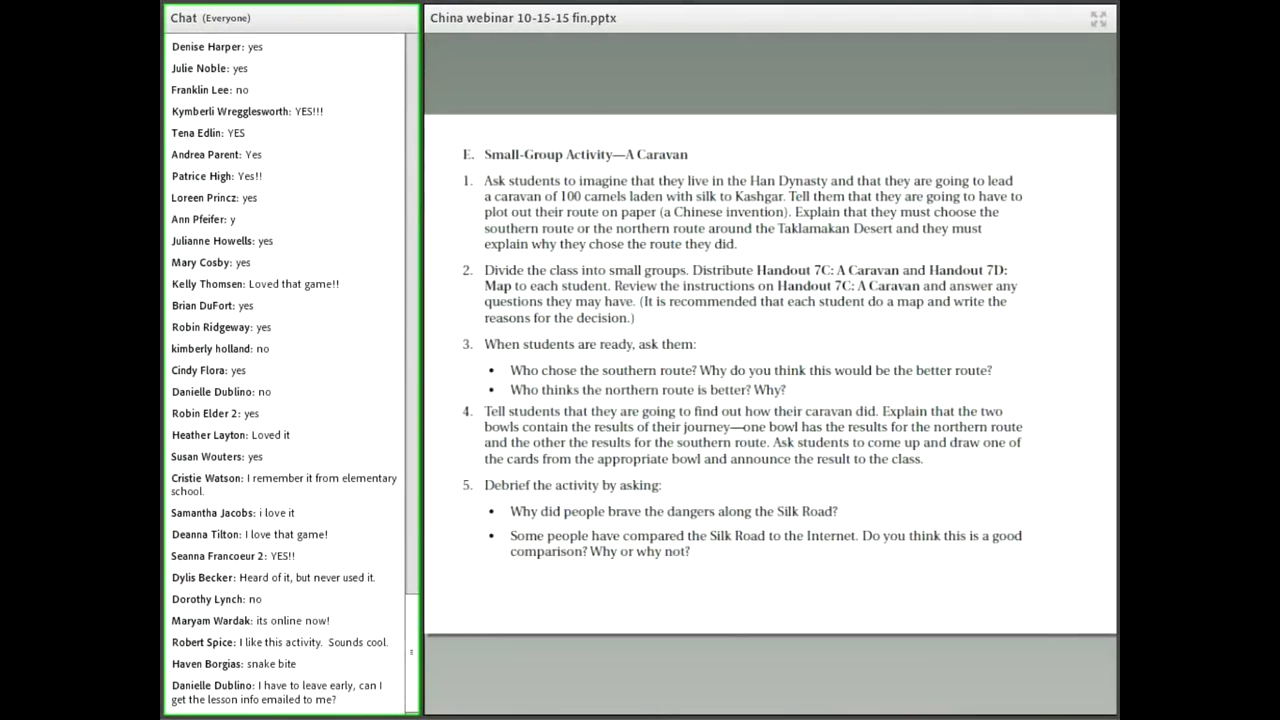 Chat (Everyone)
Denise Harper: yes
Julie Noble: yes
Franklin Lee: no
Kymberli Wregglesworth: YES!!!
Tena Edlin: YES
Andrea Parent: Yes
Patrice High: Yes!!
Loreen Princz: yes
Ann Pfeifer: y
Julianne Howells: yes
Mary Cosby: yes
Kelly Thomsen: Loved that game!!
Brian DuFort: yes
Robin Ridgeway: yes
kimberly holland: no
Cindy Flora: yes
Danielle Dublino: no
Robin Elder 2: yes
Heather Layton: Loved it
Susan Wouters: yes
Cristie Watson: I remember it from elementary
school.
Samantha Jacobs: i love it
Deanna Tilton: I love that game!
Seanna Francoeur 2: YES!!
Dylis Becker: Heard of it, but never used it.
Dorothy Lynch: no
Maryam Wardak: its online now!
Robert Spice: I like this activity. Sounds cool.
Haven Borgias: snake bite
Danielle Dublino: I have to leave early, can I
get the lesson info emailed to me?
China webinar 10-15-15 fin.pptx
E. Small-Group Activity—A Caravan
1. Ask students to imagine that they live in the Han Dynasty and that they are going to lead
a caravan of 100 camels laden with silk to Kashgar. Tell them that they are going to have to
plot out their route on paper (a Chinese invention). Explain that they must choose the
southern route or the northern route around the Taklamakan Desert and they must
explain why they chose the route they did.
2. Divide the class into small groups. Distribute Handout 7C: A Caravan and Handout 7D:
Map to each student. Review the instructions on Handout 7C: A Caravan and answer any
questions they may have. (It is recommended that each student do a map and write the
reasons for the decision.)
3. When students are ready, ask them:
• Who chose the southern route? Why do you think this would be the better route?
• Who thinks the northern route is better? Why?
4. Tell students that they are going to find out how their caravan did. Explain that the two
bowls contain the results of their journey—one bowl has the results for the northern route
and the other the results for the southern route. Ask students to come up and draw one of
the cards from the appropriate bowl and announce the result to the class.
5. Debrief the activity by asking:
• Why did people brave the dangers along the Silk Road?
• Some people have compared the Silk Road to the Internet. Do you think this is a good
comparison? Why or why not?